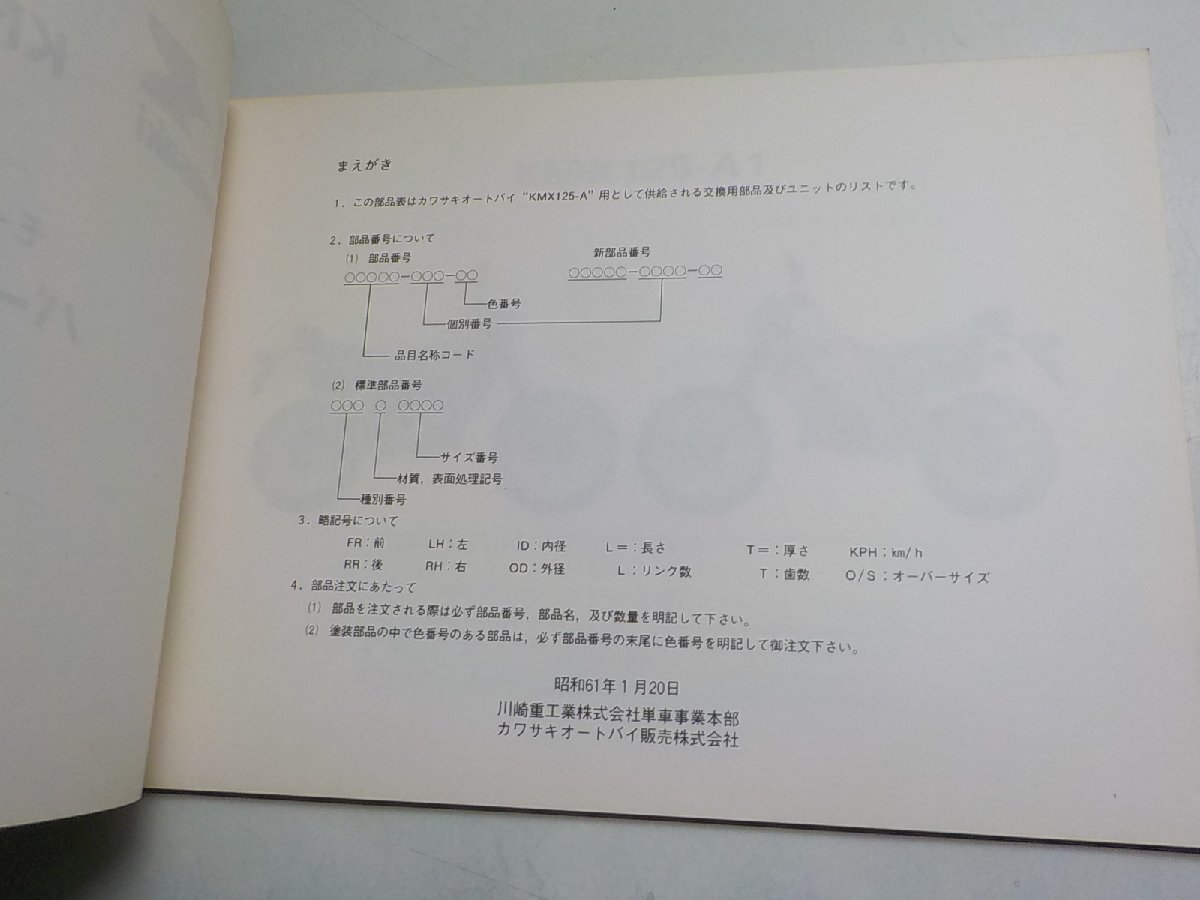 まえがき
1. この部品表はカワサキオートバイ“KMX125-A”用として供給される交換用部品及びユニットのリストです。
2. 部品番号について
(1) 部品番号
新部品番号
○○○○○-○○○-○○
○○○○○-○○○○-○○
色番号
個別番号
品目名称コード
(2) 標準部品番号
○○○ ○ ○○○○
サイズ番号
材質，表面処理記号
種別番号
3. 略記号について
FR：前 LH：左 ID：内径 L=：長さ T=：厚さ KPH：km/h
RR：後 RH：右 OD：外径 L：リンク数 T：歯数 O/S：オーバーサイズ
4. 部品注文にあたって
(1) 部品を注文される際は必ず部品番号，部品名，及び数量を明記して下さい。
(2) 塗装部品の中で色番号のある部品は，必ず部品番号の末尾に色番号を明記して御注文下さい。
昭和61年1月20日
川崎重工業株式会社単車事業本部
カワサキオートバイ販売株式会社